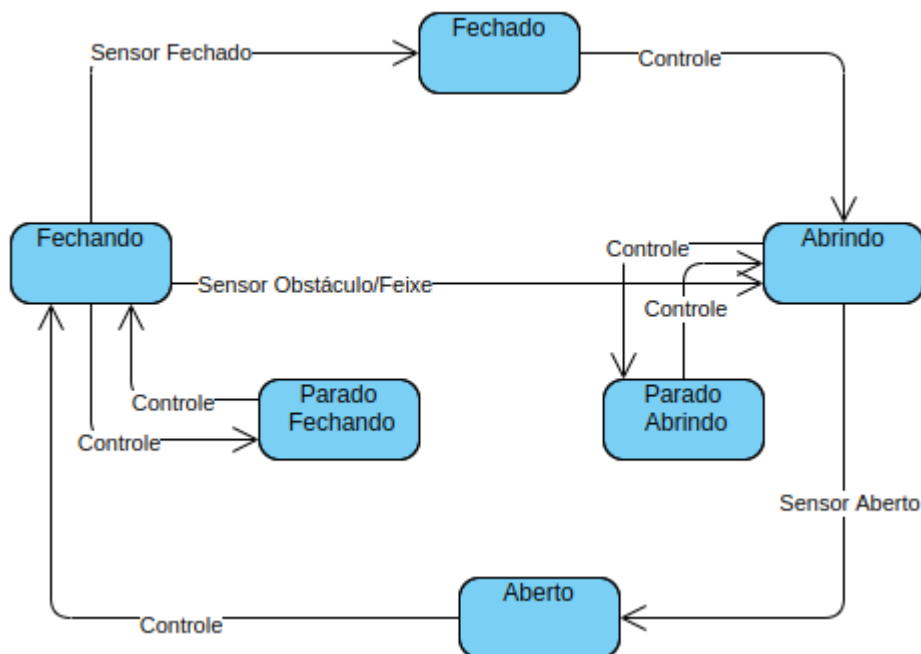 Fechado
Sensor Fechado
Controle
Fechando
Abrindo
Controle
Sensor Obstáculo/Feixe
Controle
Parado
Fechando
Parado
Abrindo
Controle
Controle
Sensor Aberto
Aberto
Controle